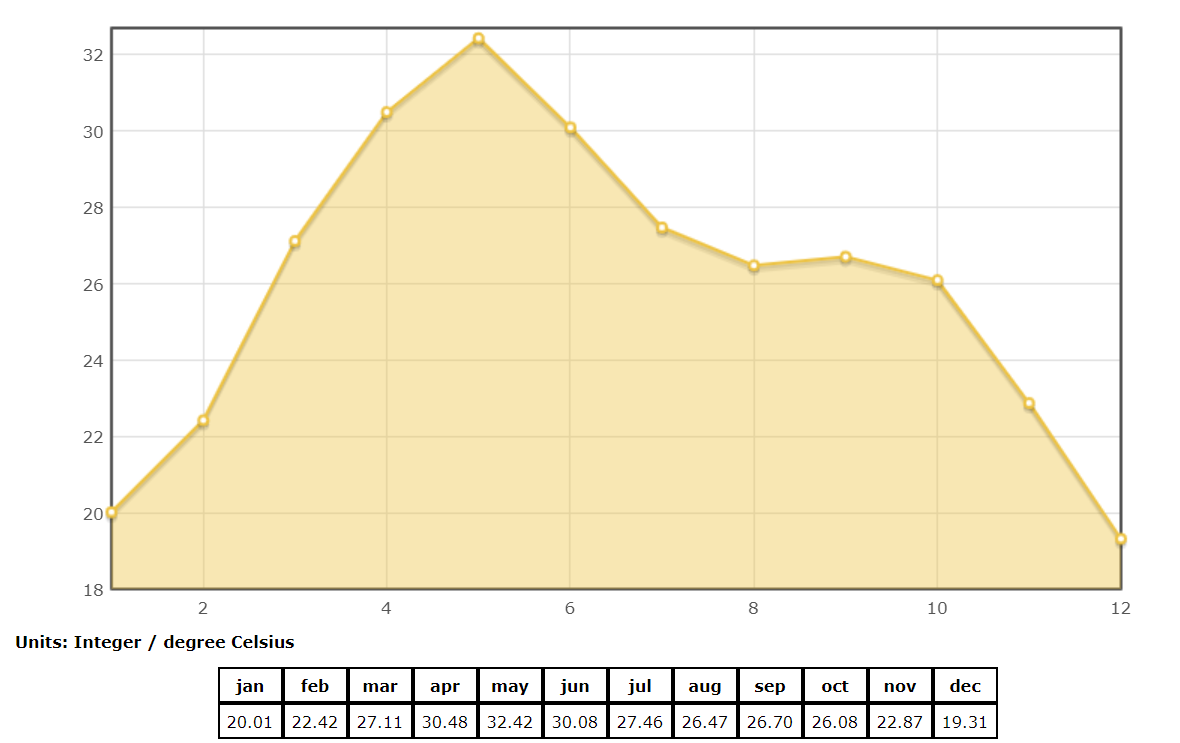 32
30
28
26
24
22
20
18
2 4 6 8 10 12
Units: Integer / degree Celsius
jan feb mar apr may jun jul aug sep oct nov dec
20.01 22.42 27.11 30.48 32.42 30.08 27.46 26.47 26.70 26.08 22.87 19.31